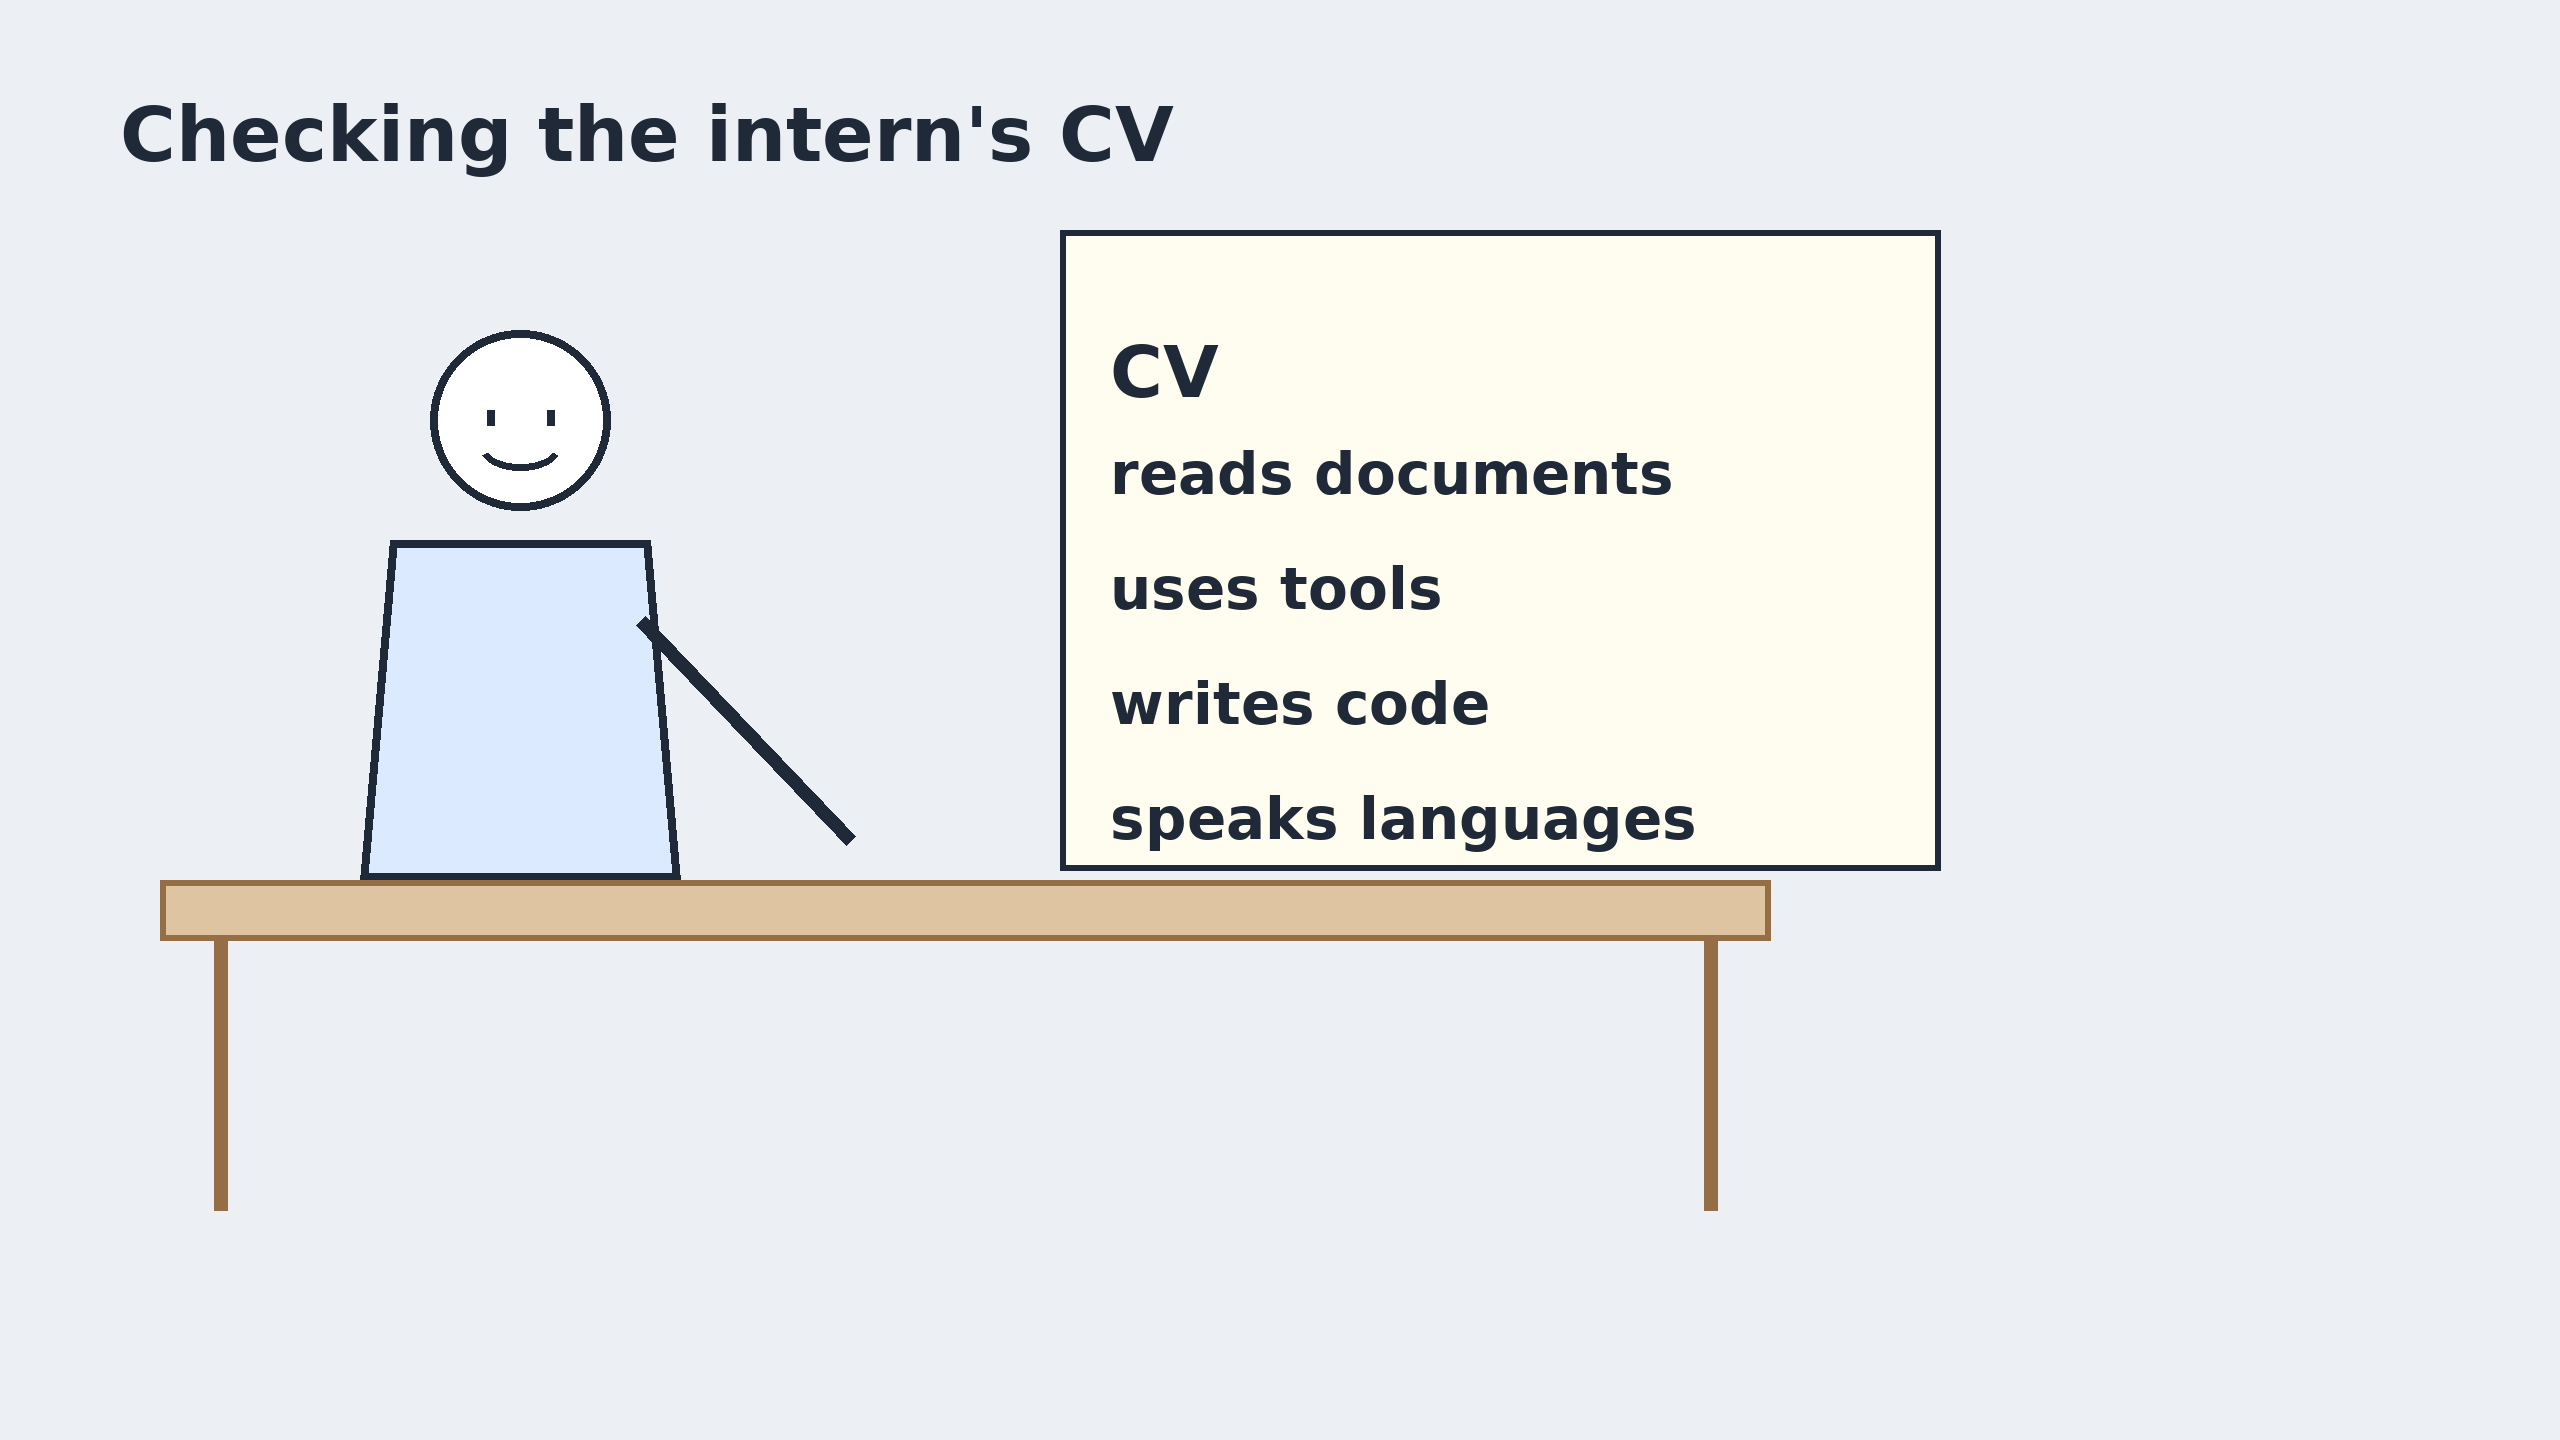 Checking the intern's CV
CV
reads documents
uses tools
writes code
speaks languages